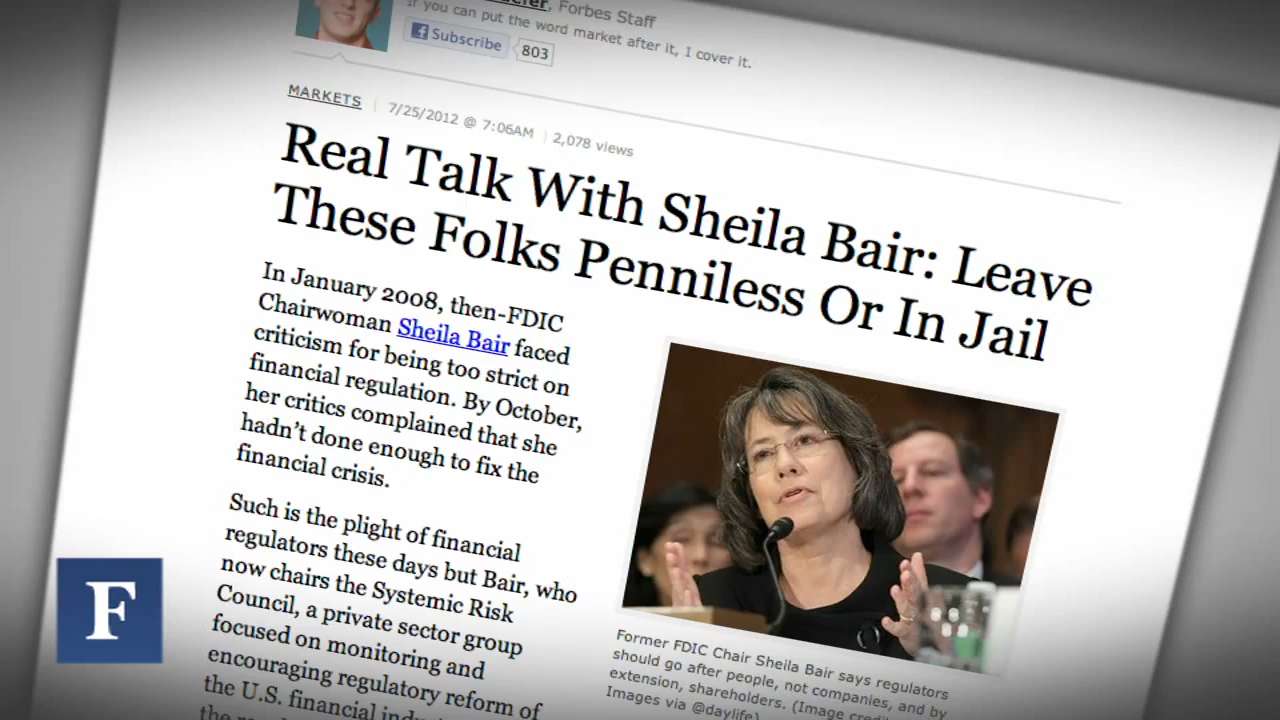 , Forbes Staff
If you can put the word market after it, I cover it.
Subscribe 803
MARKETS | 7/25/2012 @ 7:06AM | 2,078 views
Real Talk With Sheila Bair: Leave
These Folks Penniless Or In Jail
In January 2008, then-FDIC
Chairwoman Sheila Bair faced
criticism for being too strict on
financial regulation. By October,
her critics complained that she
hadn't done enough to fix the
financial crisis.
Such is the plight of financial
regulators these days but Bair, who
now chairs the Systemic Risk
Council, a private sector group
focused on monitoring and
encouraging regulatory reform of
the U.S. financial
Former FDIC Chair Sheila Bair says regulators
should go after people, not companies, and by
extension, shareholders. (Image
Images via @daylife)
F